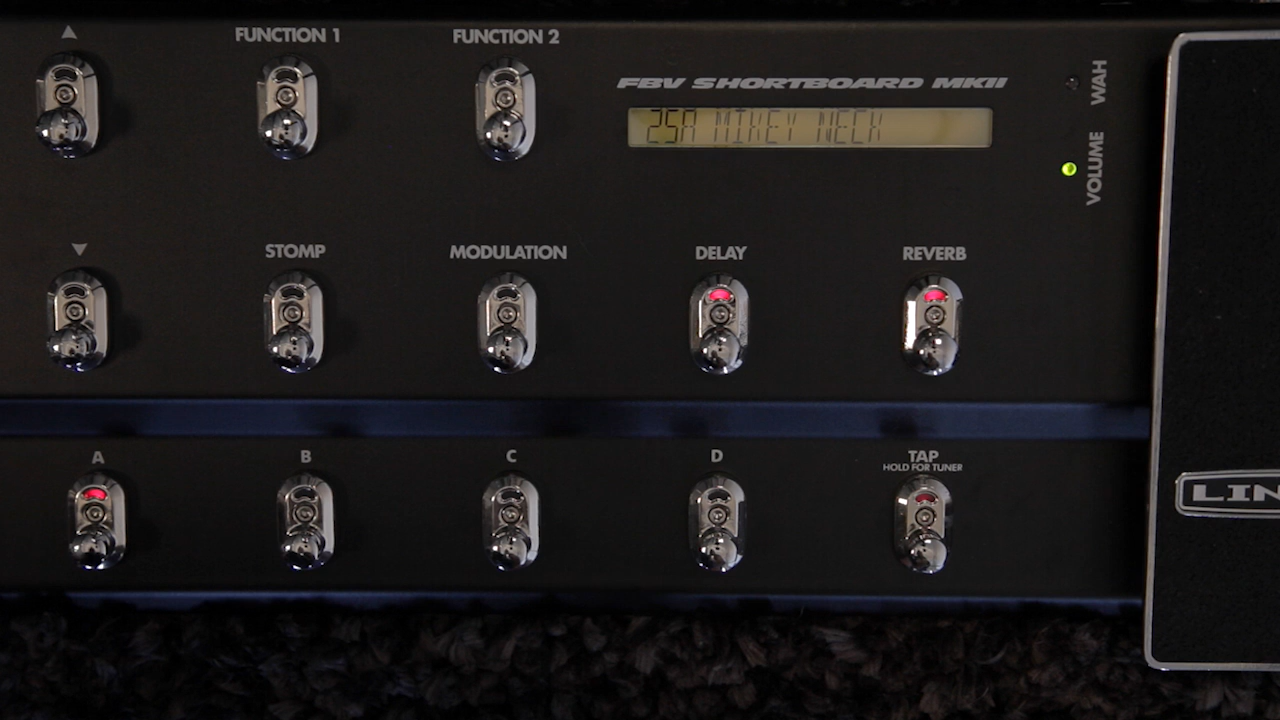 ▲
FUNCTION 1
FUNCTION 2
FBV SHORTBOARD MKII
25A MIKEY NECK
WAH
VOLUME
▼
STOMP
MODULATION
DELAY
REVERB
A
B
C
D
TAP
HOLD FOR TUNER
LIN